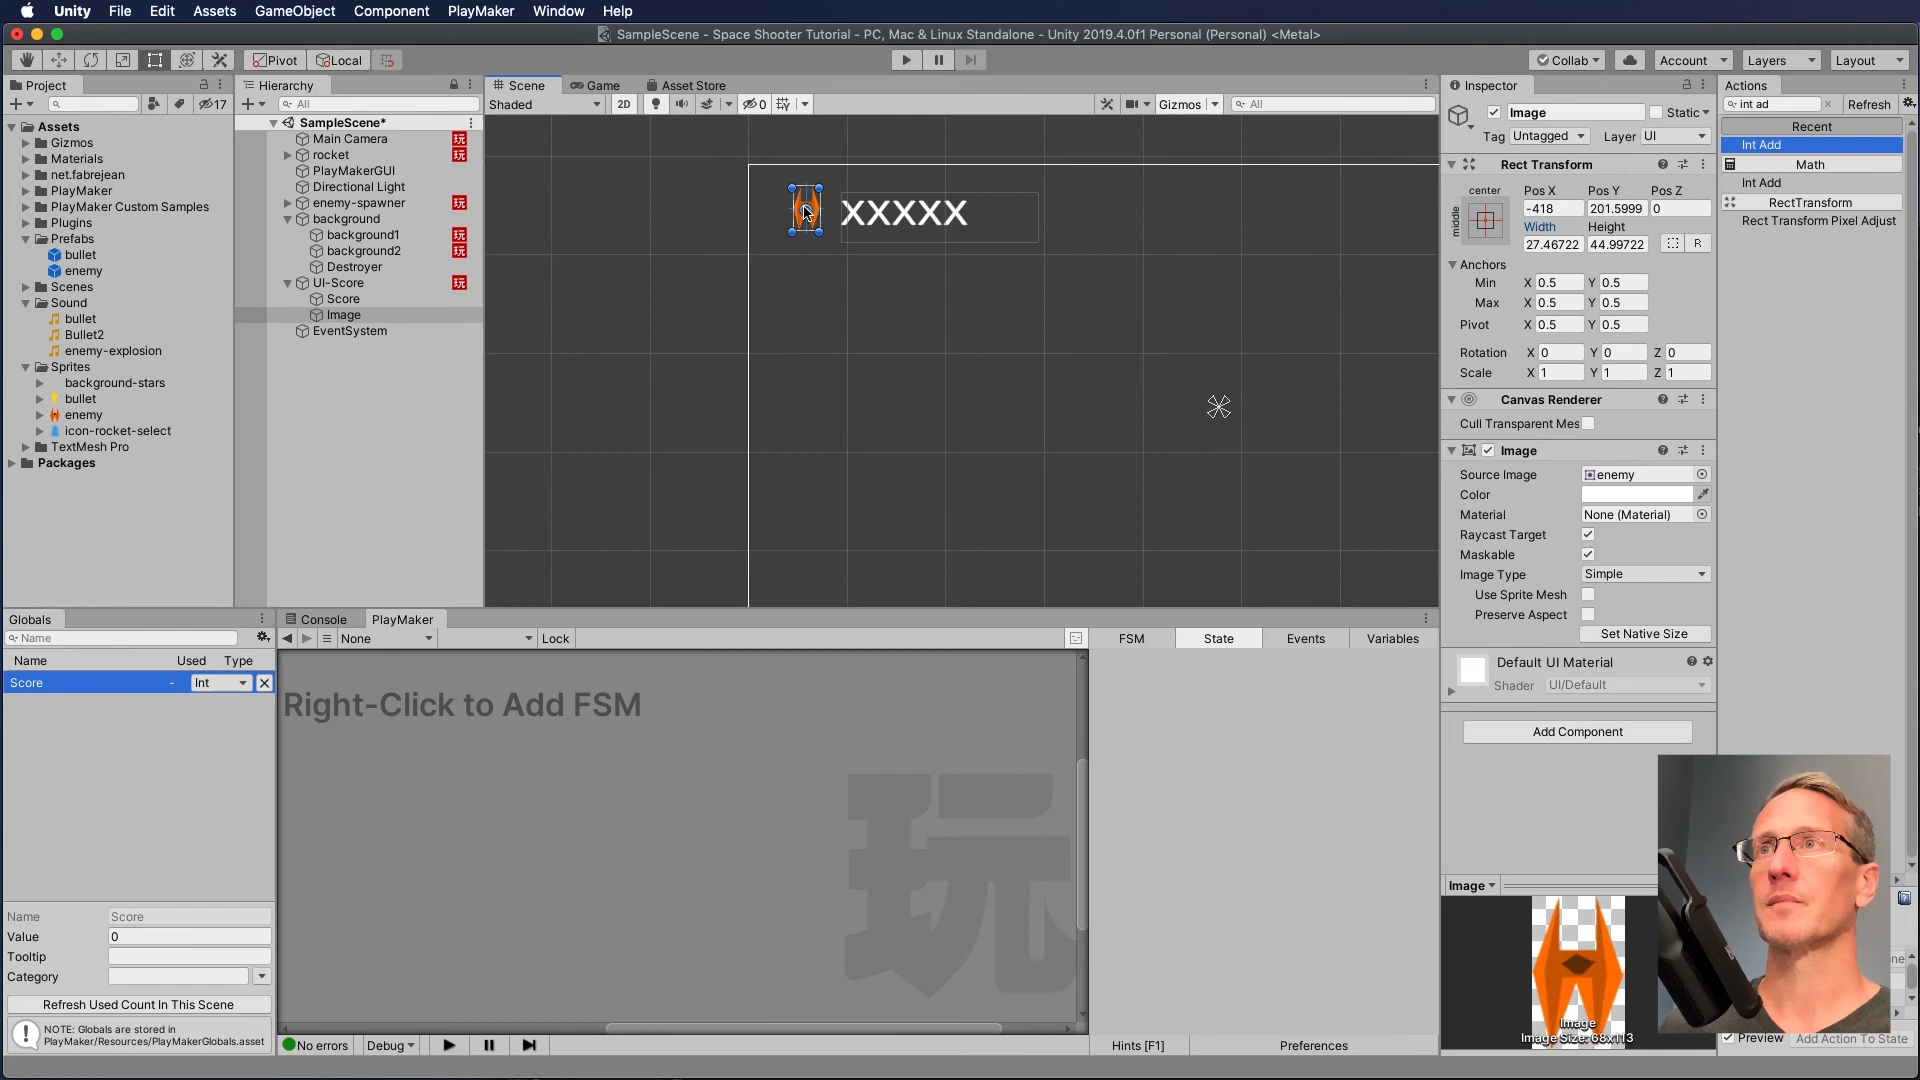 Unity File Edit Assets GameObject Component PlayMaker Window Help
SampleScene - Space Shooter Tutorial - PC, Mac & Linux Standalone - Unity 2019.4.0f1 Personal (Personal) <Metal>
Pivot Local Collab Account Layers Layout
Project
17
Assets
Gizmos
Materials
net.fabrejean
PlayMaker
PlayMaker Custom Samples
Plugins
Prefabs
bullet
enemy
Scenes
Sound
bullet
Bullet2
enemy-explosion
Sprites
background-stars
bullet
enemy
icon-rocket-select
TextMesh Pro
Packages
Hierarchy
All
SampleScene*
Main Camera 玩
rocket 玩
PlayMakerGUI
Directional Light
enemy-spawner 玩
background
background1 玩
background2 玩
Destroyer
UI-Score 玩
Score
Image
EventSystem
Scene Game Asset Store
Shaded 2D 0 Gizmos All
XXXXX
Inspector
Image Static
Tag Untagged Layer UI
Rect Transform
center Pos X Pos Y Pos Z
middle -418 201.5999 0
Width Height
27.46722 44.99722 R
Anchors
Min X 0.5 Y 0.5
Max X 0.5 Y 0.5
Pivot X 0.5 Y 0.5
Rotation X 0 Y 0 Z 0
Scale X 1 Y 1 Z 1
Canvas Renderer
Cull Transparent Mes
Image
Source Image enemy
Color
Material None (Material)
Raycast Target
Maskable
Image Type Simple
Use Sprite Mesh
Preserve Aspect
Set Native Size
Default UI Material
Shader UI/Default
Add Component
Image
Image
Image Size: 68x113
Actions
int ad Refresh
Recent
Int Add
Math
Int Add
RectTransform
Rect Transform Pixel Adjust
Preview Add Action To State
Globals
Name
Name Used Type
Score - Int
Name Score
Value 0
Tooltip
Category
Refresh Used Count In This Scene
NOTE: Globals are stored in
PlayMaker/Resources/PlayMakerGlobals.asset
Console PlayMaker
None Lock FSM State Events Variables
Right-Click to Add FSM
玩
No errors Debug Hints [F1] Preferences